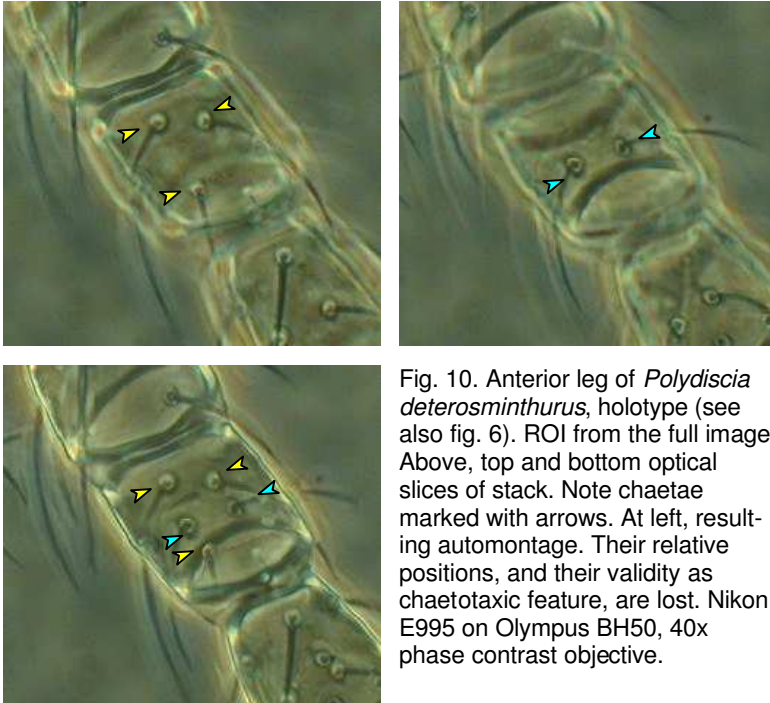 Fig. 10. Anterior leg of Polydiscia
deterosminthurus, holotype (see
also fig. 6). ROI from the full image
Above, top and bottom optical
slices of stack. Note chaetae
marked with arrows. At left, result-
ing automontage. Their relative
positions, and their validity as
chaetotaxic feature, are lost. Nikon
E995 on Olympus BH50, 40x
phase contrast objective.